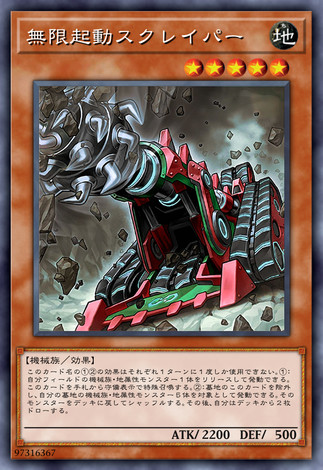 無限起動スクレイパー
地
【機械族/効果】
このカード名の①②の効果はそれぞれ1ターンに1度しか使用できない。①:
自分フィールドの機械族・地属性モンスター1体をリリースして発動できる。
このカードを手札から守備表示で特殊召喚する。②:墓地のこのカードを除外
し、自分の墓地の機械族・地属性モンスター5体を対象として発動できる。その
モンスターをデッキに戻してシャッフルする。その後、自分はデッキから2枚
ドローする。
ATK/ 2200 DEF/ 500
97316367